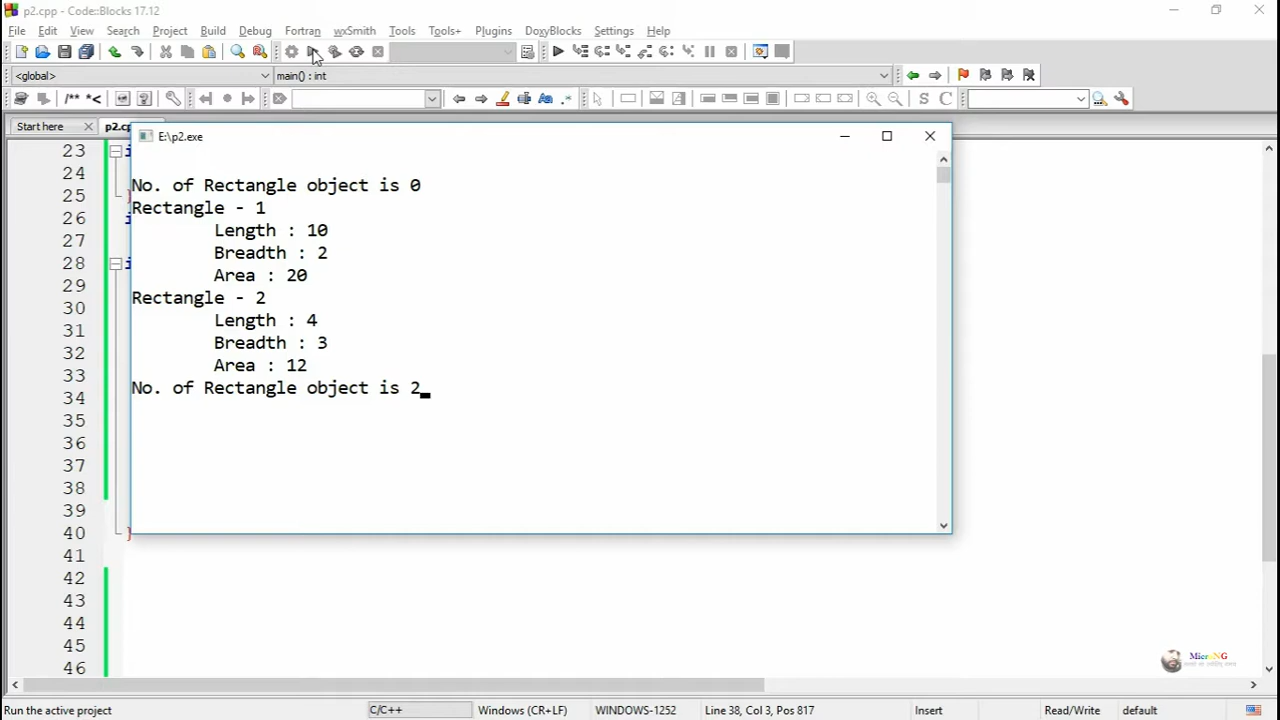 p2.cpp - Code::Blocks 17.12
File Edit View Search Project Build Debug Fortran wxSmith Tools Tools+ Plugins DoxyBlocks Settings Help
<global> main() : int
/** *<
S C
Start here p2.cp
E:\p2.exe
23
24
25
26
27
28
29
30
31
32
33
34
35
36
37
38
39
40 }
41
42
43
44
45
46
No. of Rectangle object is 0
Rectangle - 1
Length : 10
Breadth : 2
Area : 20
Rectangle - 2
Length : 4
Breadth : 3
Area : 12
No. of Rectangle object is 2
MicroNG
Run the active project C/C++ Windows (CR+LF) WINDOWS-1252 Line 38, Col 3, Pos 817 Insert Read/Write default